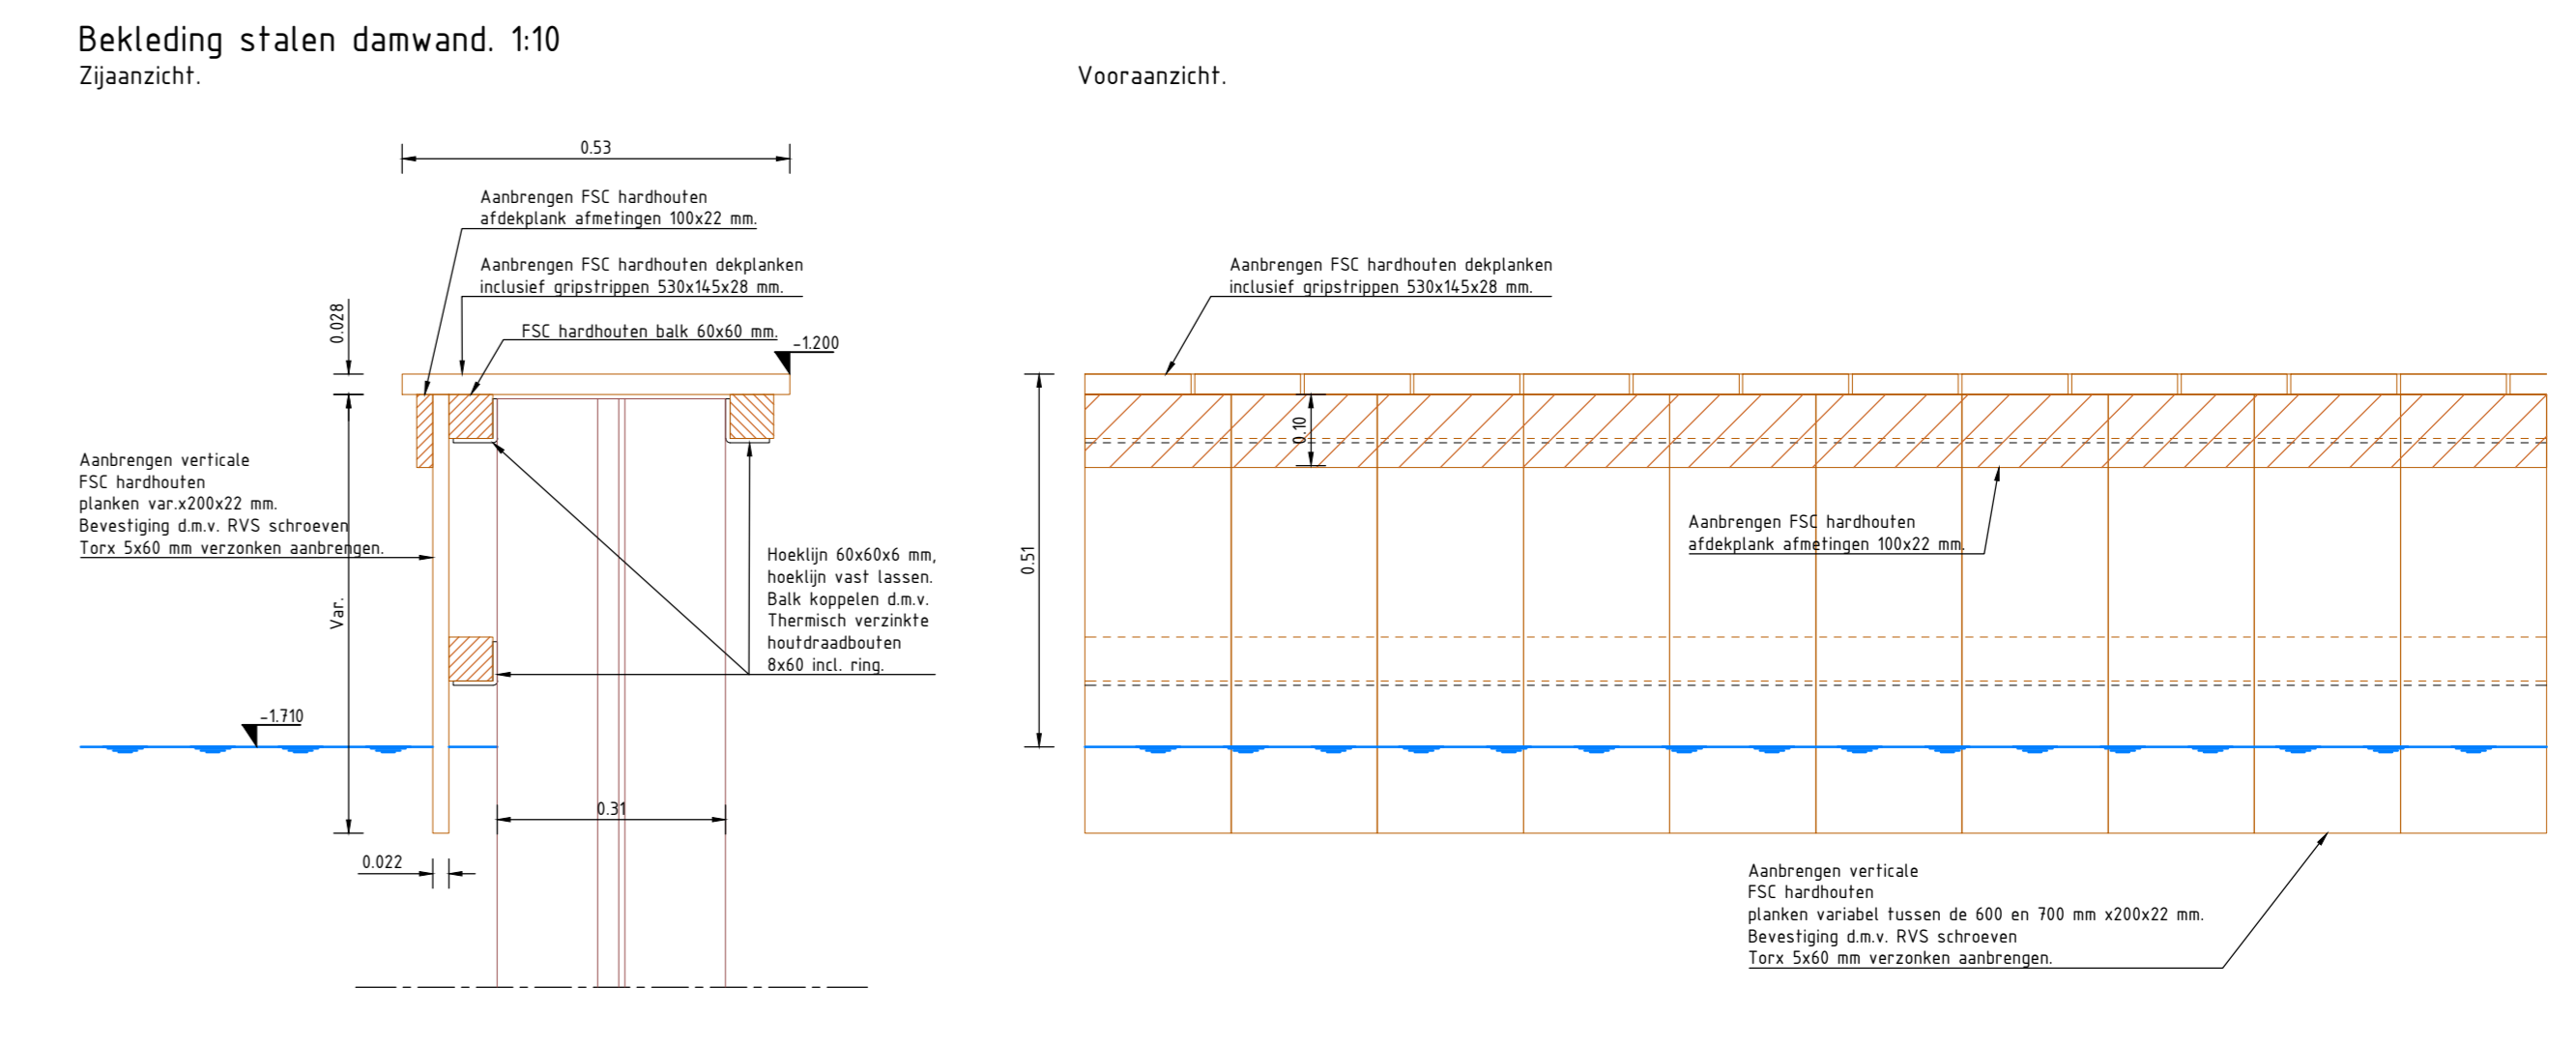 Bekleding stalen damwand. 1:10
Zijaanzicht.
Vooraanzicht.
0.53
Aanbrengen FSC hardhouten
afdekplank afmetingen 100x22 mm.
Aanbrengen FSC hardhouten dekplanken
inclusief gripstrippen 530x145x28 mm.
FSC hardhouten balk 60x60 mm.
0.028
-1.200
Aanbrengen verticale
FSC hardhouten
planken var.x200x22 mm.
Bevestiging d.m.v. RVS schroeven
Torx 5x60 mm verzonken aanbrengen.
Var.
Hoeklijn 60x60x6 mm,
hoeklijn vast lassen.
Balk koppelen d.m.v.
Thermisch verzinkte
houtdraadbouten
8x60 incl. ring.
-1.710
0.31
0.022
Aanbrengen FSC hardhouten dekplanken
inclusief gripstrippen 530x145x28 mm.
0.10
0.51
Aanbrengen FSC hardhouten
afdekplank afmetingen 100x22 mm.
Aanbrengen verticale
FSC hardhouten
planken variabel tussen de 600 en 700 mm x200x22 mm.
Bevestiging d.m.v. RVS schroeven
Torx 5x60 mm verzonken aanbrengen.